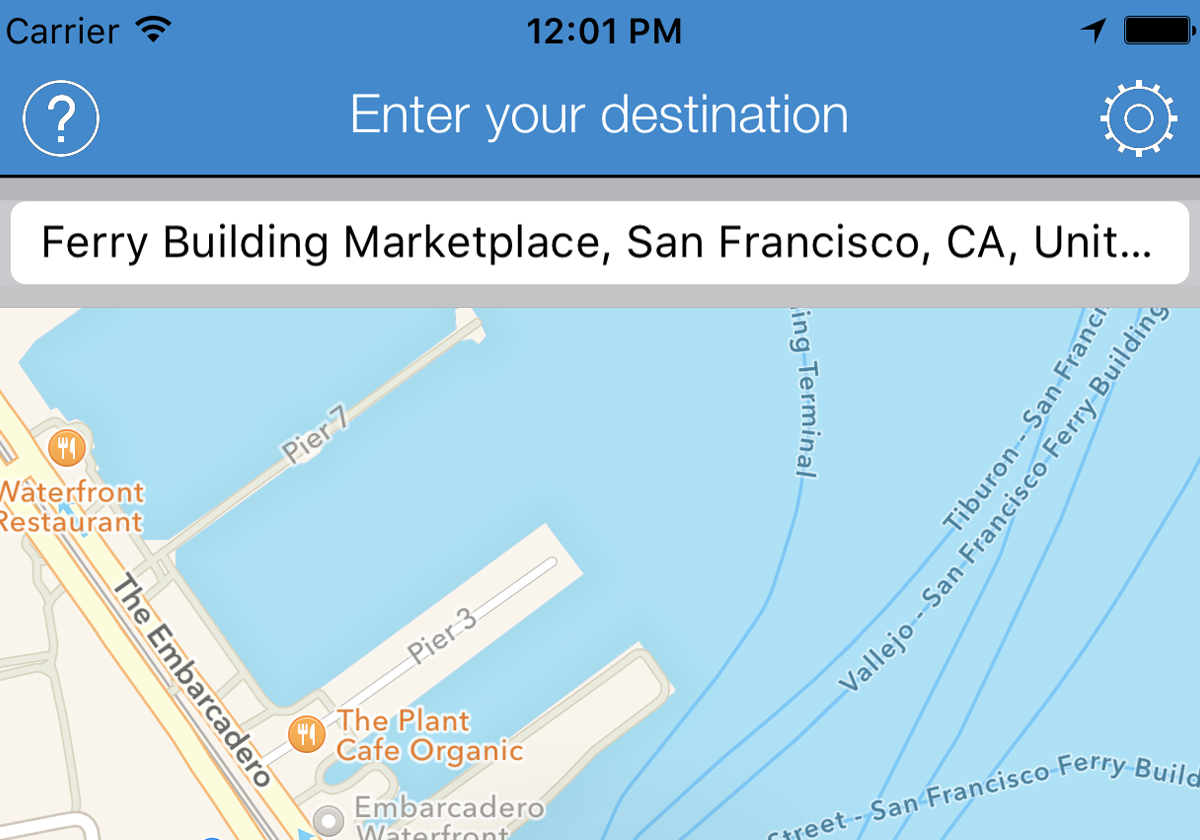 Carrier
12:01 PM
?
Enter your destination
Ferry Building Marketplace, San Francisco, CA, Unit...
ing Terminal
Tiburon - San Franci
Vallejo - San Francisco Ferry Building
Pier 7
Waterfront
Restaurant
The Embarcadero
Pier 3
The Plant
Cafe Organic
Embarcadero
Waterfront
Street - San Francisco Ferry Build